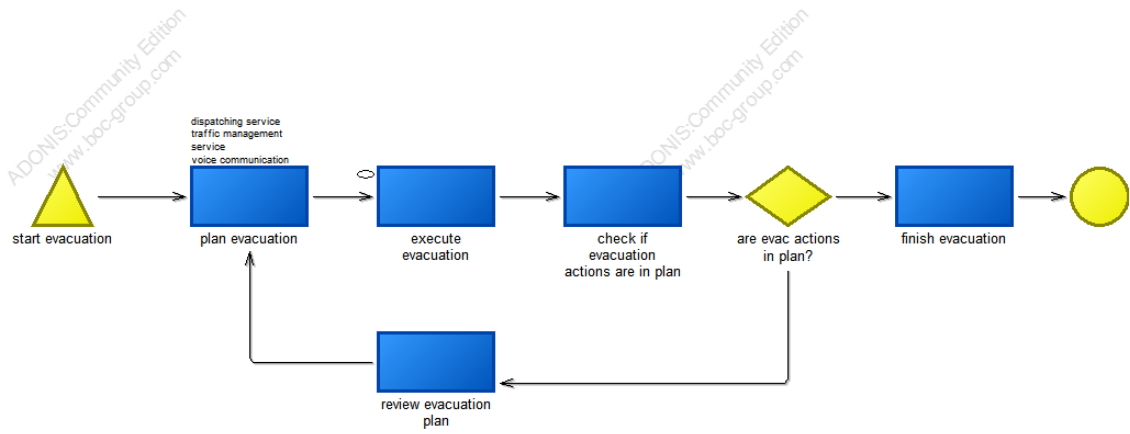 ADONIS:Community Edition
www.boc-group.com
ADONIS:Community Edition
www.boc-group.com
dispatching service
traffic management
service
voice communication
start evacuation
plan evacuation
execute
evacuation
check if
evacuation
actions are in plan
are evac actions
in plan?
finish evacuation
review evacuation
plan